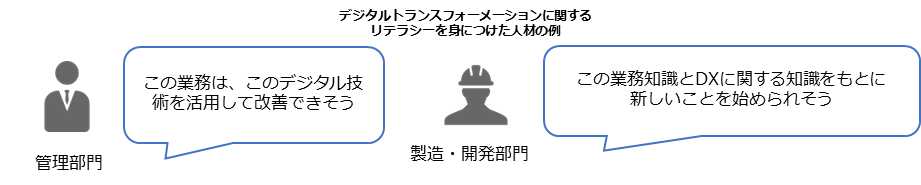 デジタルトランスフォーメーションに関する
リテラシーを身につけた人材の例
この業務は、このデジタル技
術を活用して改善できそう
管理部門
この業務知識とDXに関する知識をもとに
新しいことを始められそう
製造・開発部門